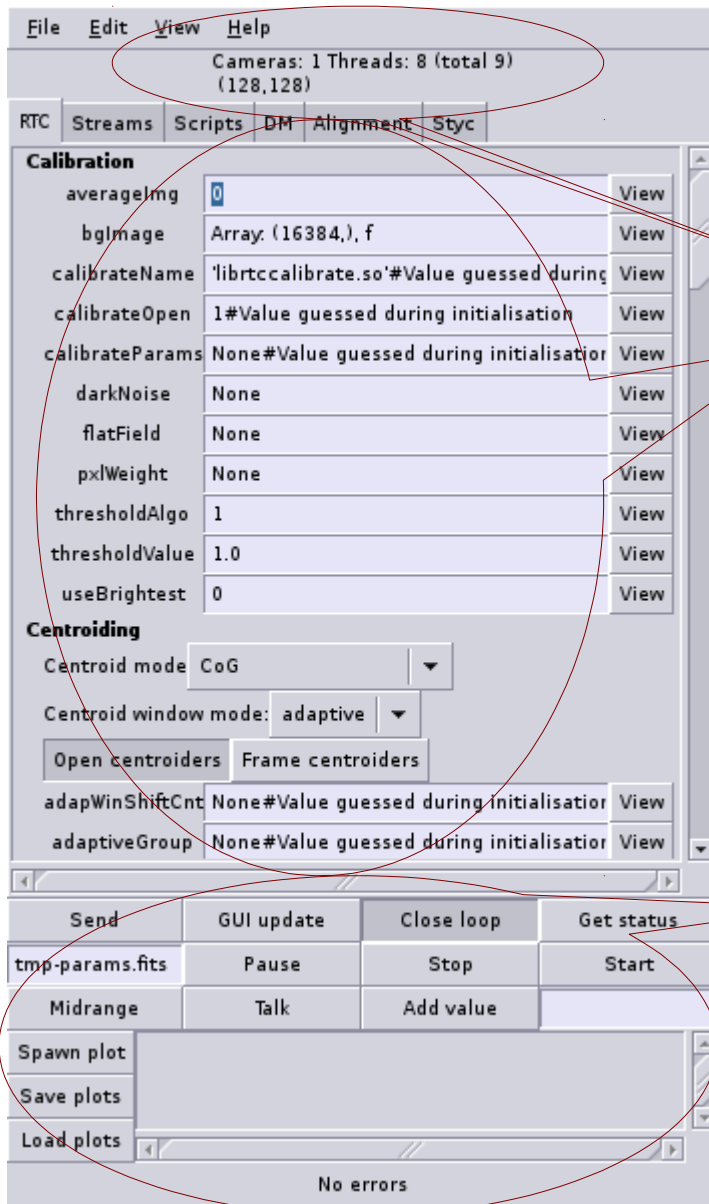 File Edit View Help
Cameras: 1 Threads: 8 (total 9)
(128,128)
RTC Streams Scripts DM Alignment Styc
Calibration
averageImg 0 View
bgImage Array: (16384,), f View
calibrateName 'librtccalibrate.so'#Value guessed during View
calibrateOpen 1#Value guessed during initialisation View
calibrateParams None#Value guessed during initialisation View
darkNoise None View
flatField None View
pxlWeight None View
thresholdAlgo 1 View
thresholdValue 1.0 View
useBrightest 0 View
Centroiding
Centroid mode CoG
Centroid window mode: adaptive
Open centroiders Frame centroiders
adapWinShiftCnt None#Value guessed during initialisation View
adaptiveGroup None#Value guessed during initialisation View
Send GUI update Close loop Get status
tmp-params.fits Pause Stop Start
Midrange Talk Add value
Spawn plot
Save plots
Load plots
No errors